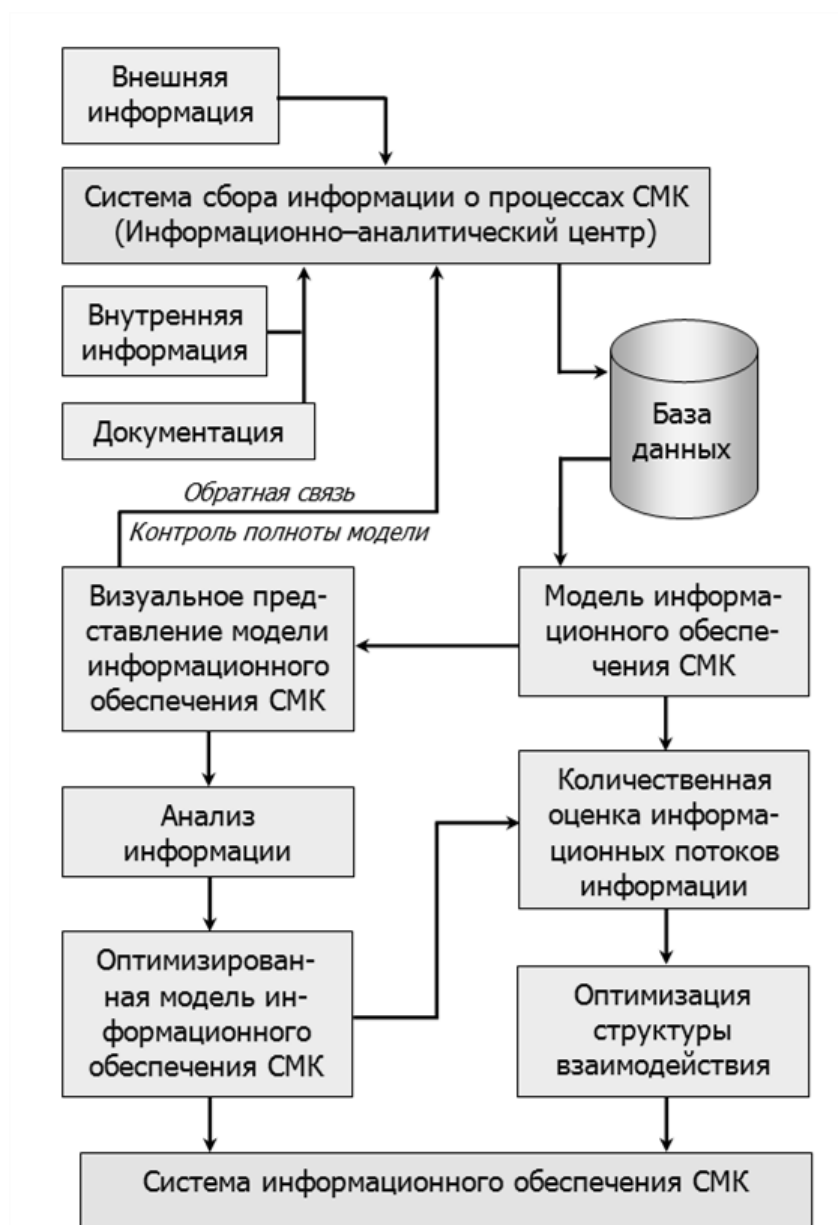 Внешняя
информация
Система сбора информации о процессах СМК
(Информационно–аналитический центр)
Внутренняя
информация
Документация
База
данных
Обратная связь
Контроль полноты модели
Визуальное пред-
ставление модели
информационного
обеспечения СМК
Модель информа-
ционного обеспе-
чения СМК
Анализ
информации
Количественная
оценка информа-
ционных потоков
информации
Оптимизирован-
ная модель ин-
формационного
обеспечения СМК
Оптимизация
структуры
взаимодействия
Система информационного обеспечения СМК